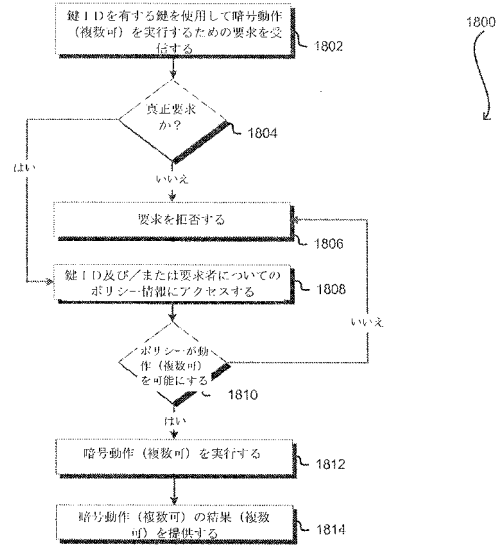 鍵IDを有する鍵を使用して暗号動作
(複数可)を実行するための要求を受
信する
1802
1800
真正要求
か?
1804
はい
いいえ
要求を拒否する
1806
鍵ID及び/または要求者についての
ポリシー情報にアクセスする
1808
いいえ
ポリシーが動
作(複数可)
を可能にする
1810
はい
暗号動作(複数可)を実行する
1812
暗号動作(複数可)の結果(複数
可)を提供する
1814